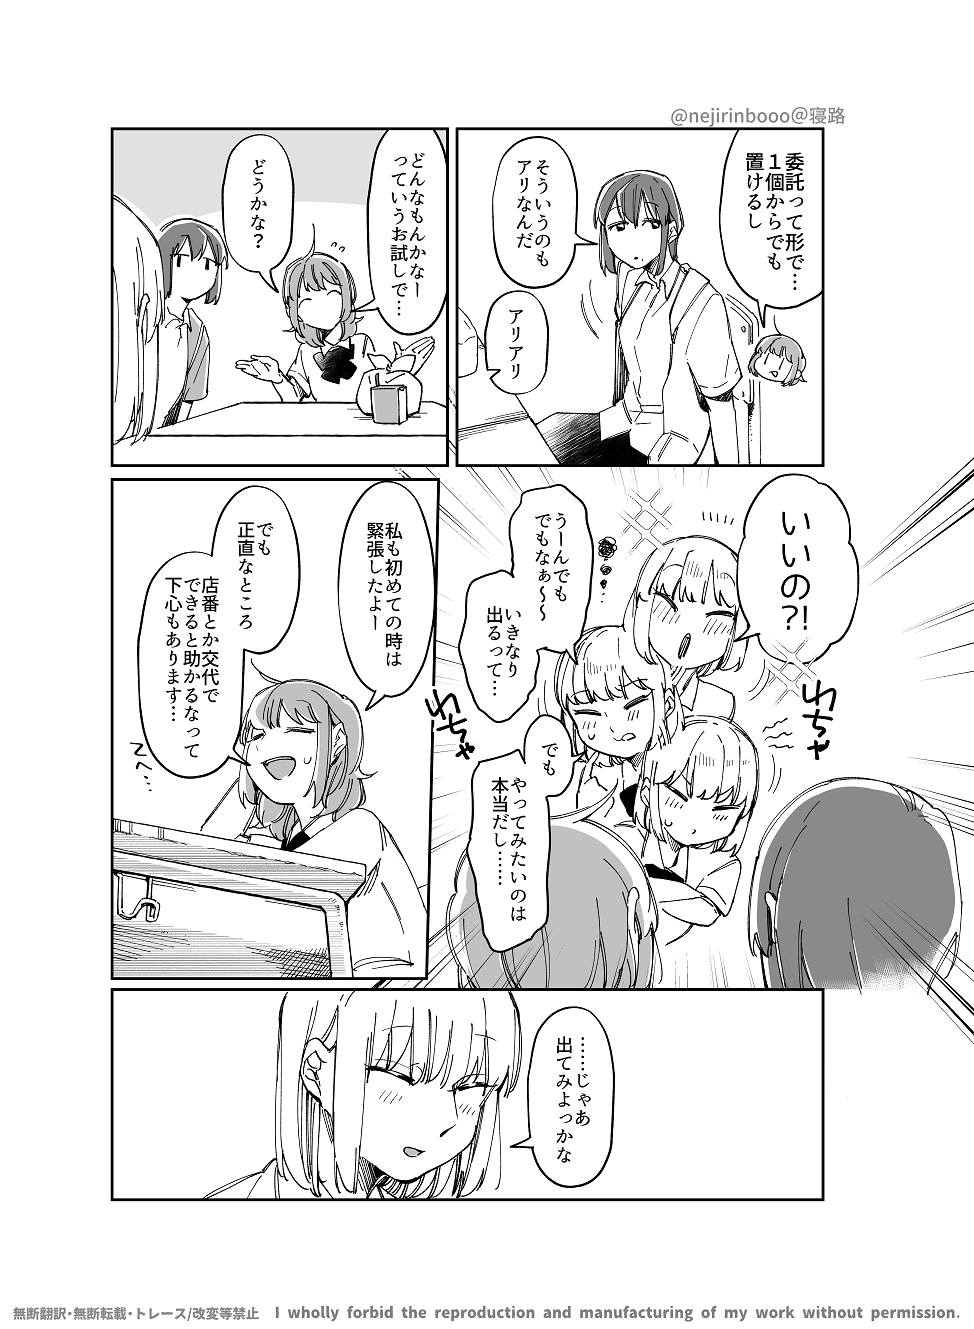 @nejirinbooo@寝路
委託って形で…
1個からでも
置けるし
そういうのも
アリなんだ
アリアリ
どんなもんかなー
っていうお試しで…
どうかな？
いいの?!
うーんでも
でもなぁ～～
いきなり
出るって…
でも
やってみたいのは
本当だし……
わちゃ
わちゃ
私も初めての時は
緊張したよー
でも
正直なところ
店番とか交代で
できると助かるなって
下心もあります…
へへ…
……じゃあ
出てみよっかな
無断翻訳・無断転載・トレース/改変等禁止 I wholly forbid the reproduction and manufacturing of my work without permission.